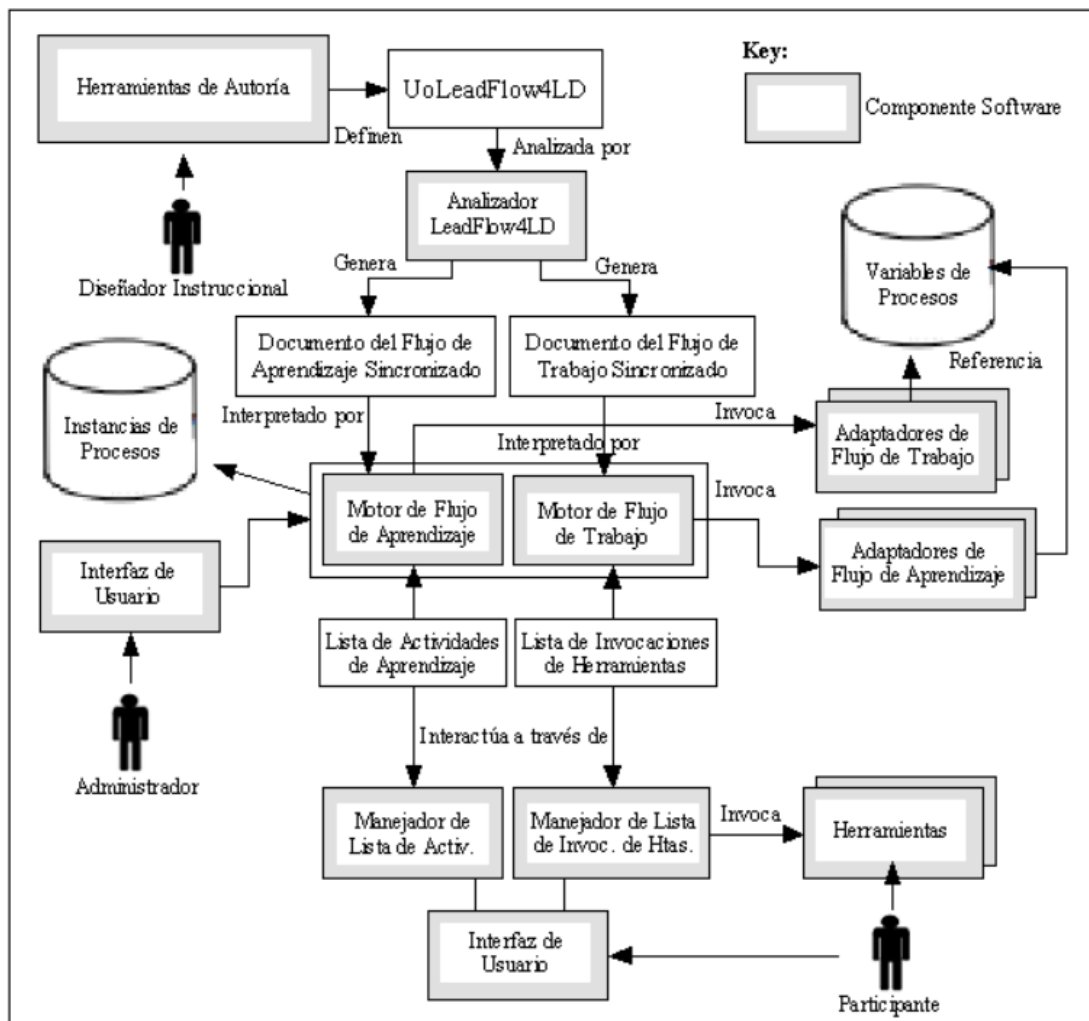 Herramientas de Autoría
UoLeadFlow4LD
Key:
Componente Software
Definen
Analizada por
Analizador
LeadFlow4LD
Diseñador Instruccional
Genera
Genera
Variables de
Procesos
Documento del Flujo de
Aprendizaje Sincronizado
Documento del Flujo de
Trabajo Sincronizado
Referencia
Instancias de
Procesos
Interpretado por
Interpretado por
Invoca
Adaptadores de
Flujo de Trabajo
Motor de Flujo
de Aprendizaje
Motor de Flujo
de Trabajo
Invoca
Adaptadores de
Flujo de Aprendizaje
Interfaz de
Usuario
Lista de Actividades
de Aprendizaje
Lista de Invocaciones
de Herramientas
Administrador
Interactúa a través de
Manejador de
Lista de Activ.
Manejador de Lista
de Invoc. de Htas.
Invoca
Herramientas
Interfaz de
Usuario
Participante